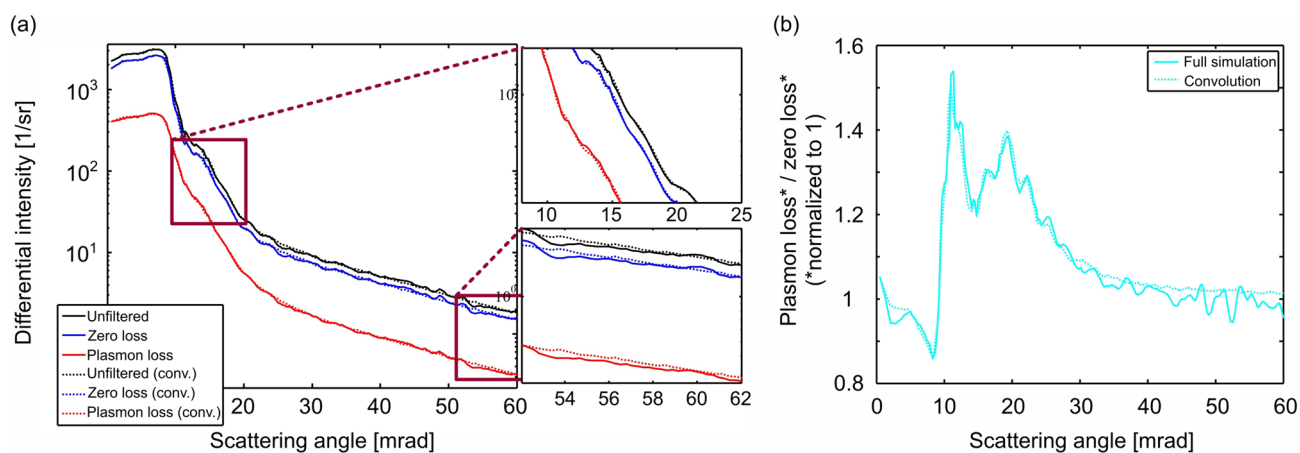 (a)
Differential intensity [1/sr]
10³
10²
10¹
10⁰
20
30
40
50
60
Scattering angle [mrad]
Unfiltered
Zero loss
Plasmon loss
Unfiltered (conv.)
Zero loss (conv.)
Plasmon loss (conv.)
10
15
20
25
54
56
58
60
62
(b)
Plasmon loss* / zero loss*
(*normalized to 1)
1.6
1.4
1.2
1
0.8
0
10
20
30
40
50
60
Scattering angle [mrad]
Full simulation
Convolution